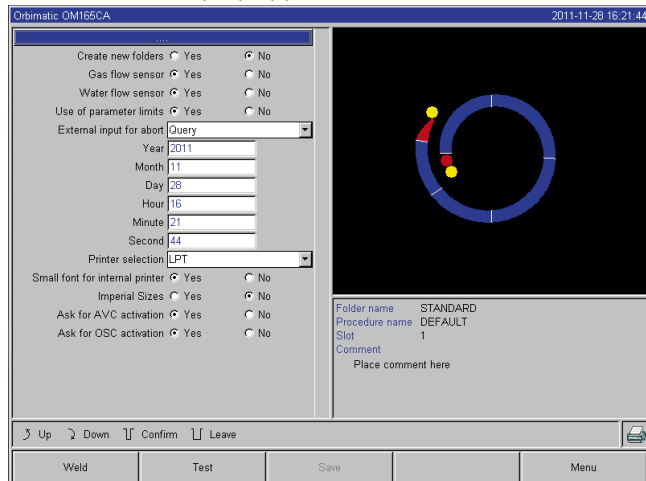 Orbimatic OM165CA 2011-11-28 16:21:44
....
Create new folders Yes No
Gas flow sensor Yes No
Water flow sensor Yes No
Use of parameter limits Yes No
External input for abort Query
Year 2011
Month 11
Day 28
Hour 16
Minute 21
Second 44
Printer selection LPT
Small font for internal printer Yes No
Imperial Sizes Yes No
Ask for AVC activation Yes No
Ask for OSC activation Yes No
Folder name STANDARD
Procedure name DEFAULT
Slot 1
Comment
Place comment here
Up Down Confirm Leave
Weld Test Save Menu